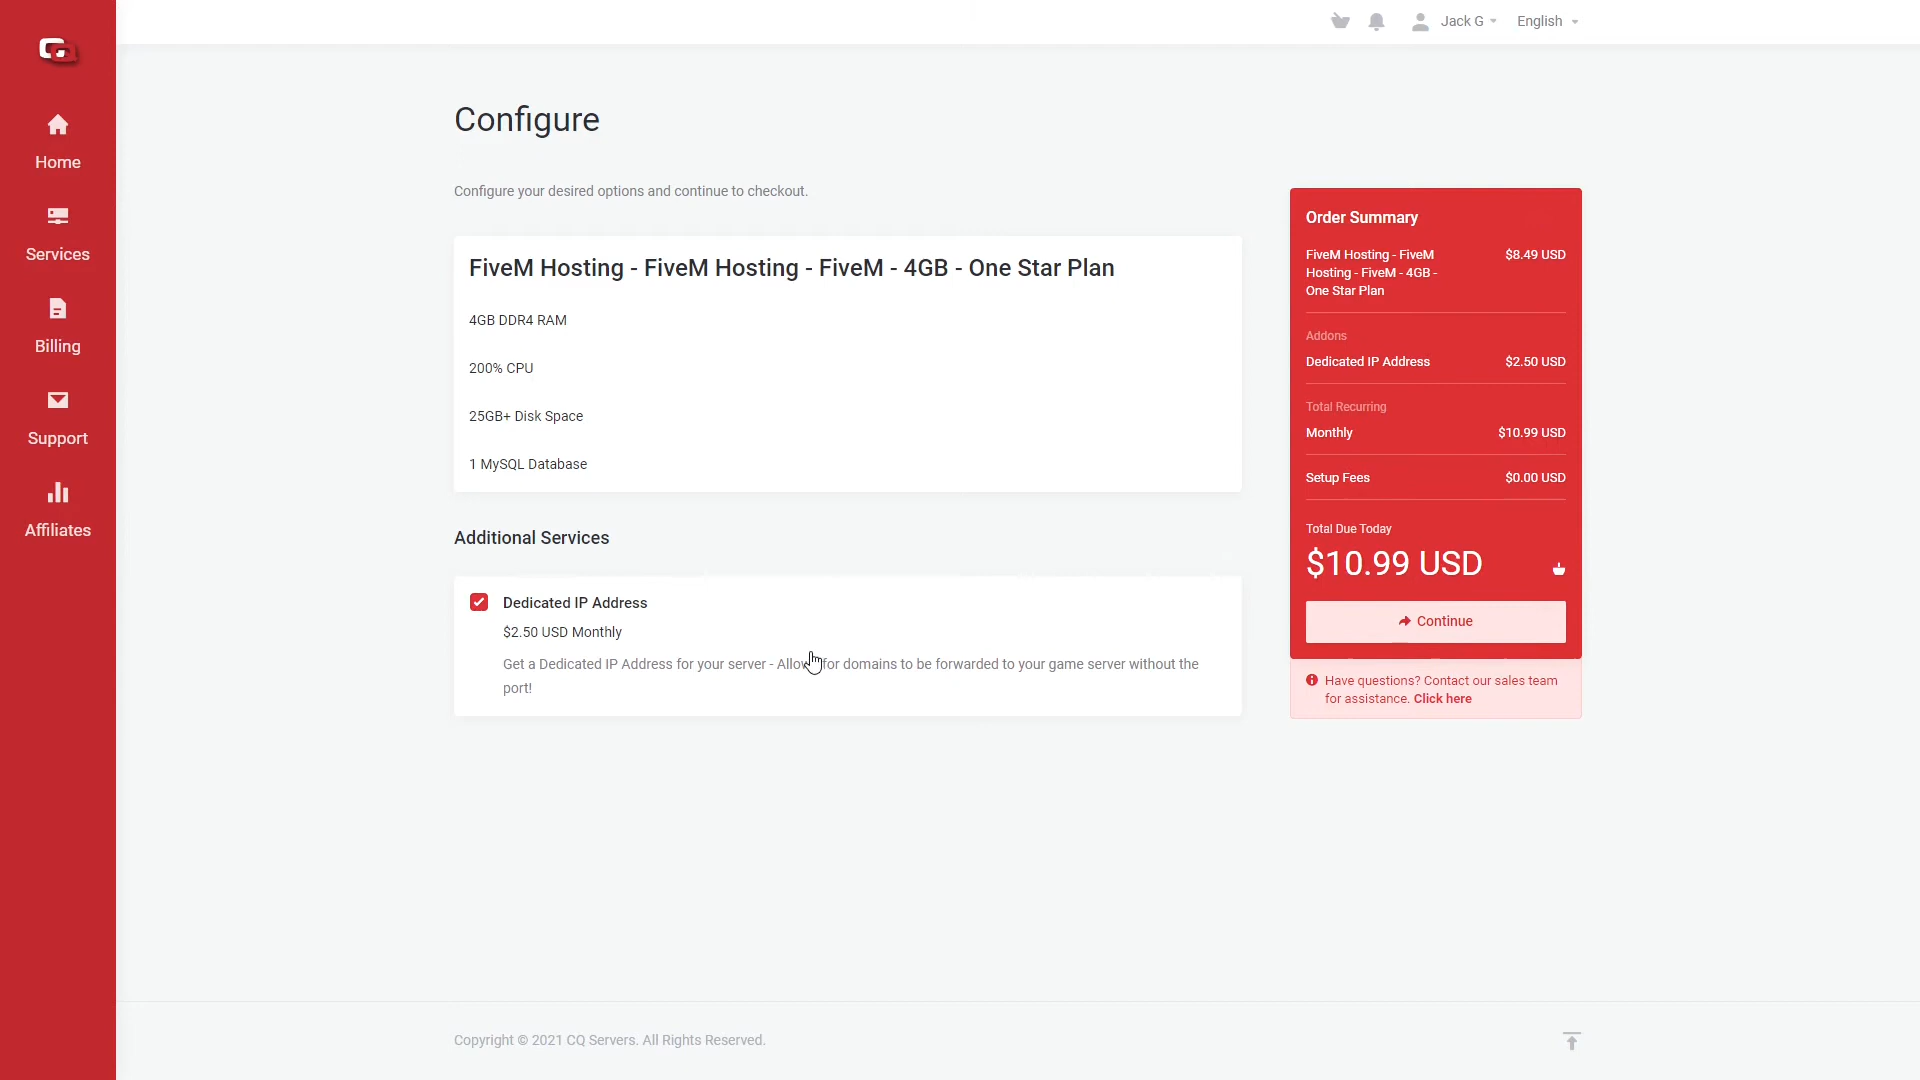 Jack G
English
Home
Services
Billing
Support
Affiliates
Configure
Configure your desired options and continue to checkout.
FiveM Hosting - FiveM Hosting - FiveM - 4GB - One Star Plan
4GB DDR4 RAM
200% CPU
25GB+ Disk Space
1 MySQL Database
Additional Services
Dedicated IP Address
$2.50 USD Monthly
Get a Dedicated IP Address for your server - Allow for domains to be forwarded to your game server without the
port!
Order Summary
FiveM Hosting - FiveM $8.49 USD
Hosting - FiveM - 4GB -
One Star Plan
Addons
Dedicated IP Address $2.50 USD
Total Recurring
Monthly $10.99 USD
Setup Fees $0.00 USD
Total Due Today
$10.99 USD
Continue
Have questions? Contact our sales team
for assistance. Click here
Copyright © 2021 CQ Servers. All Rights Reserved.